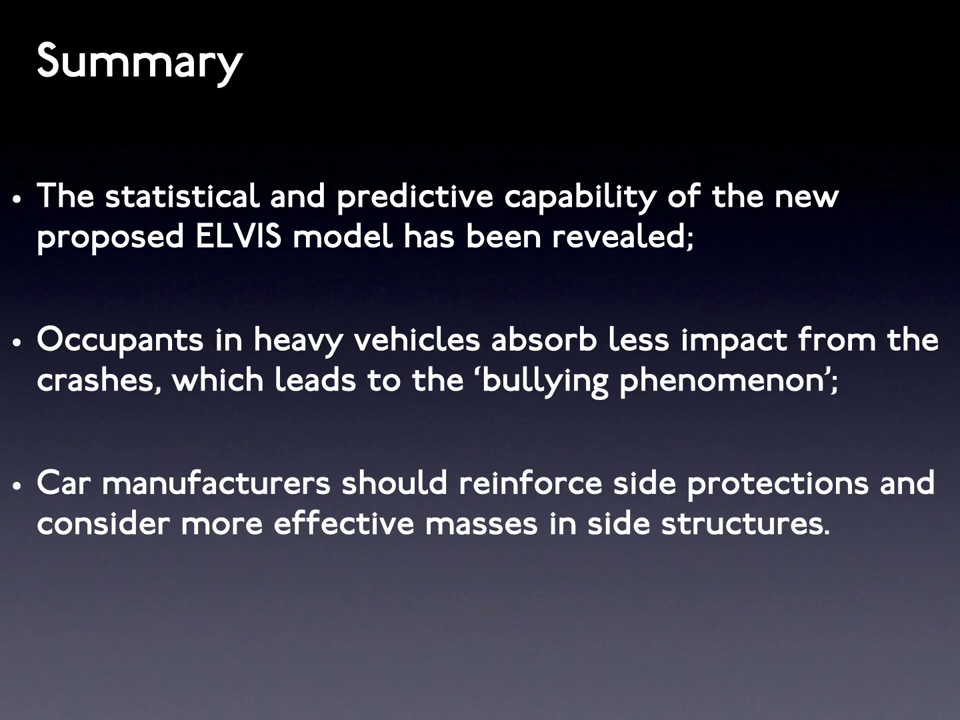 Summary
• The statistical and predictive capability of the new
proposed ELVIS model has been revealed;
• Occupants in heavy vehicles absorb less impact from the
crashes, which leads to the ‘bullying phenomenon’;
• Car manufacturers should reinforce side protections and
consider more effective masses in side structures.